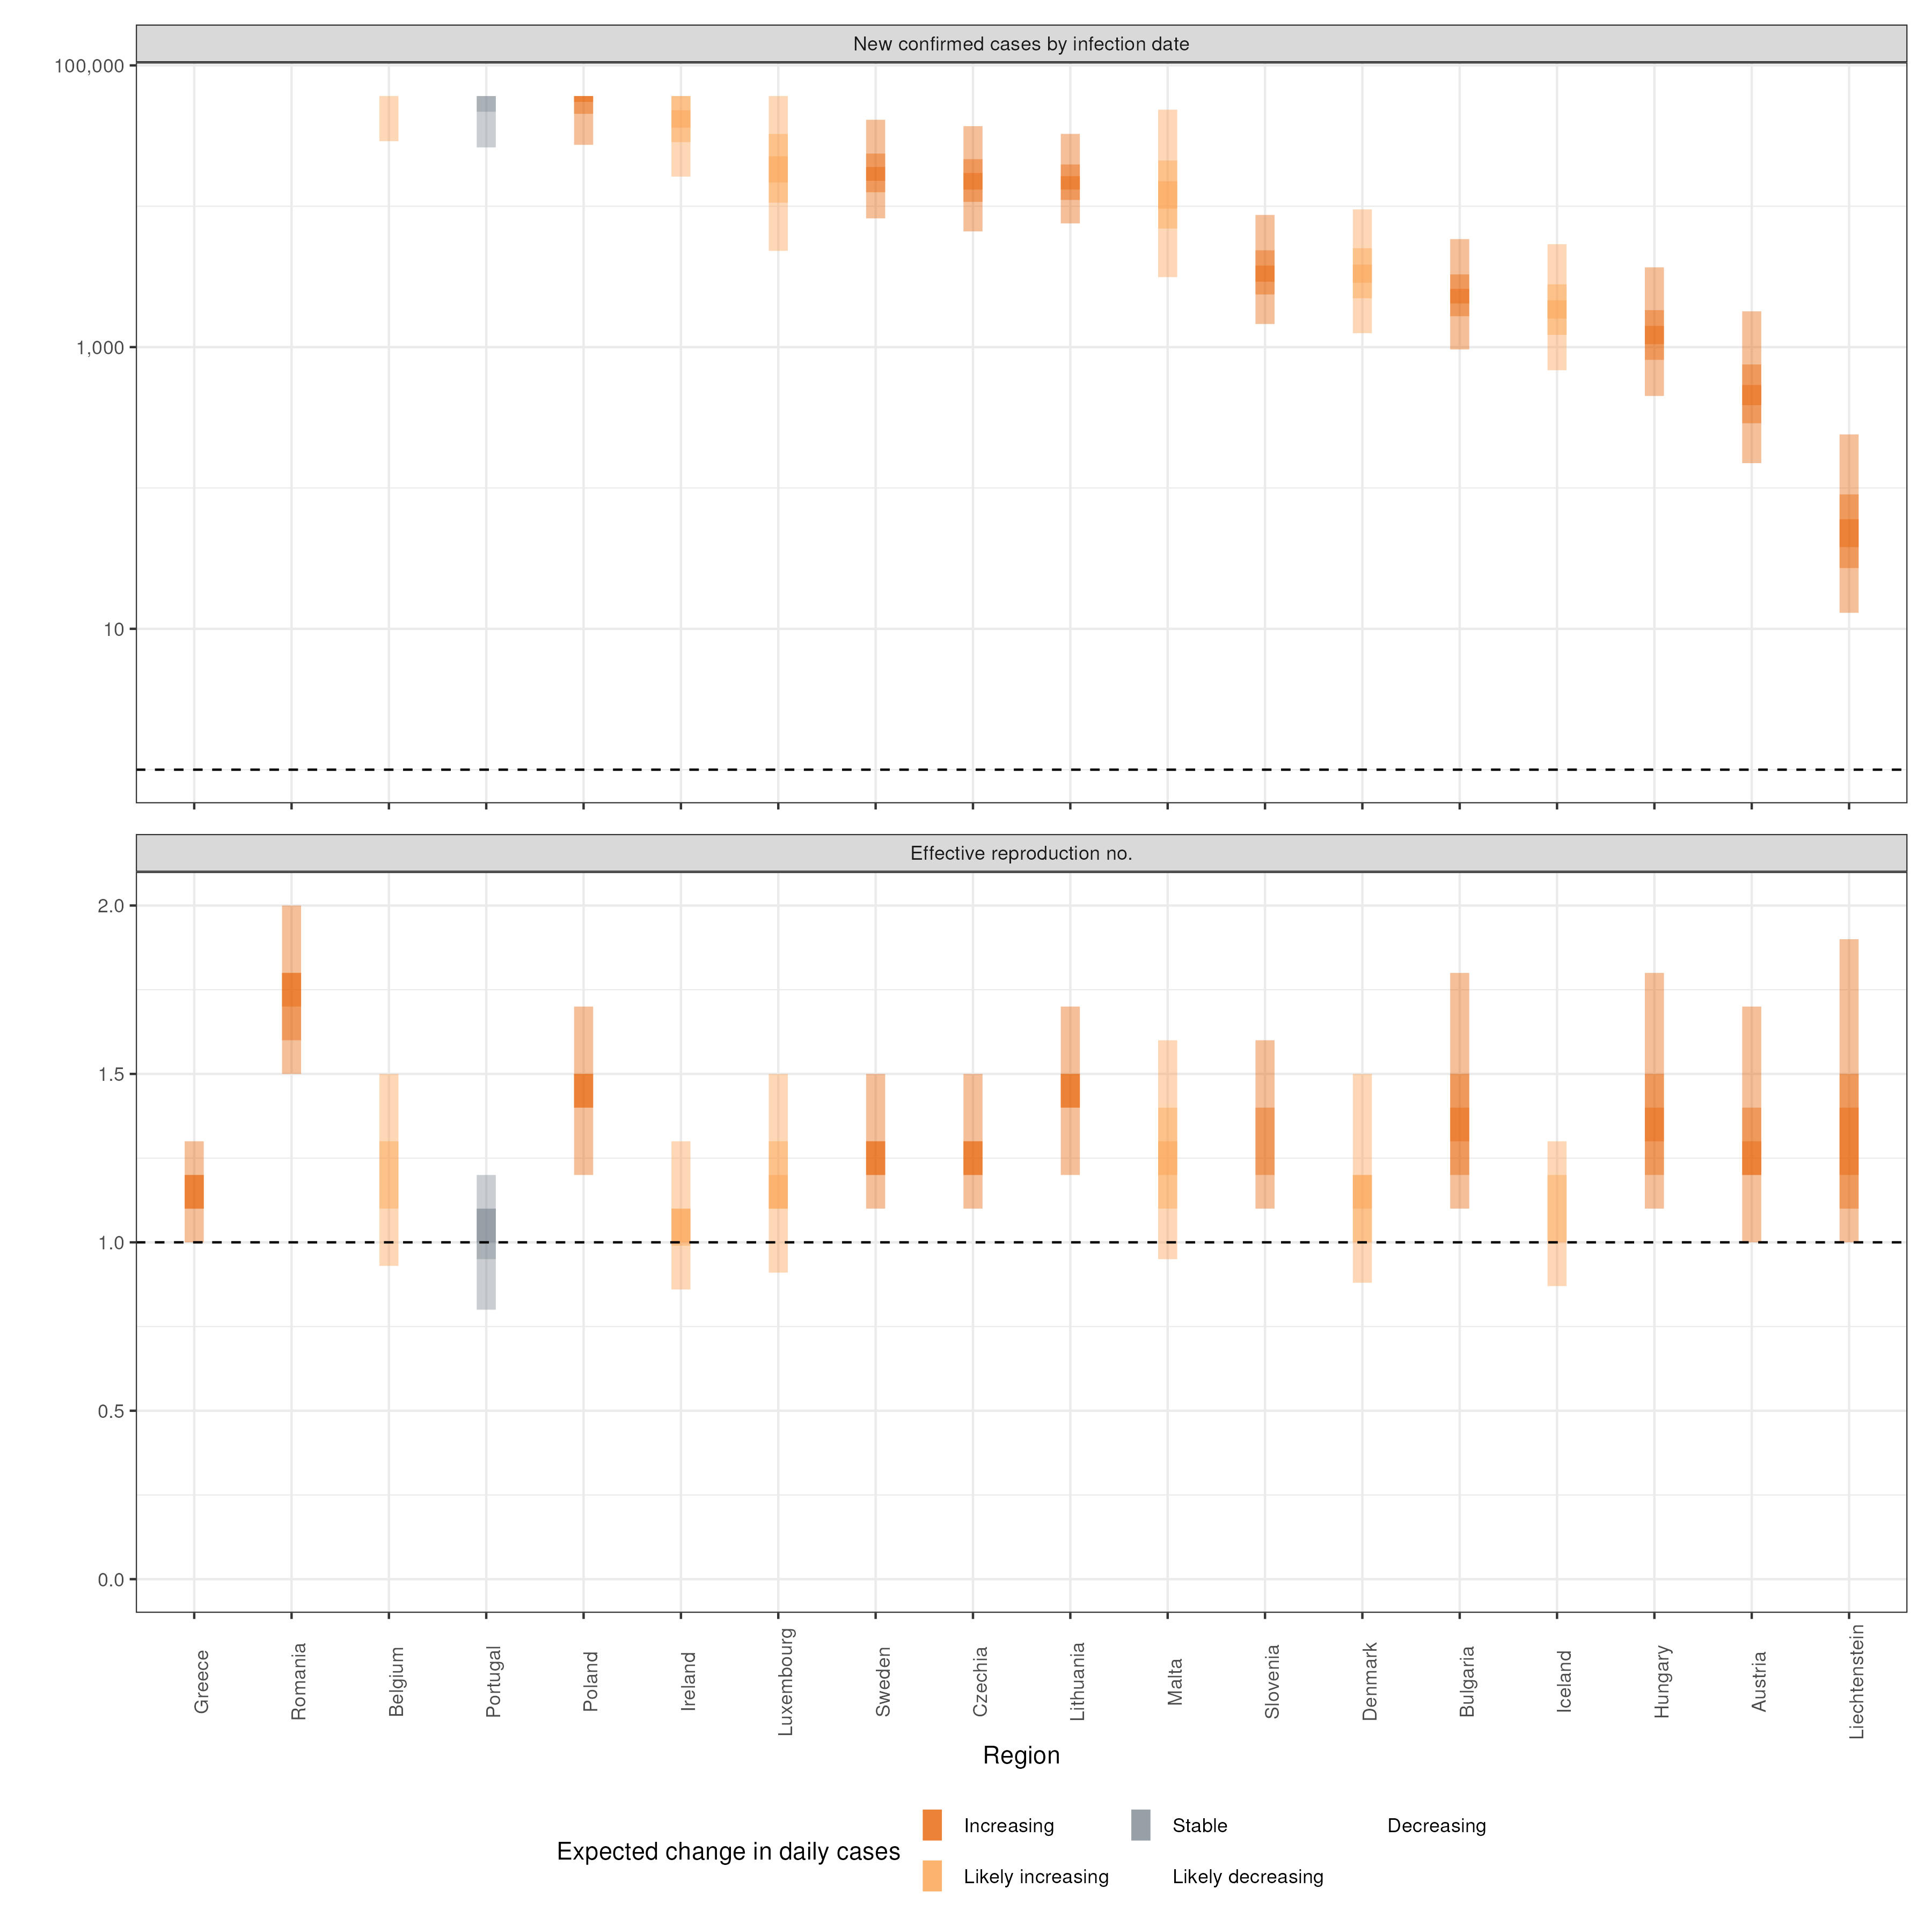 New confirmed cases by infection date
100,000
1,000
10
Effective reproduction no.
2.0
1.5
1.0
0.5
0.0
Greece
Romania
Belgium
Portugal
Poland
Ireland
Luxembourg
Sweden
Czechia
Lithuania
Malta
Slovenia
Denmark
Bulgaria
Iceland
Hungary
Austria
Liechtenstein
Region
Expected change in daily cases
Increasing
Stable
Decreasing
Likely increasing
Likely decreasing